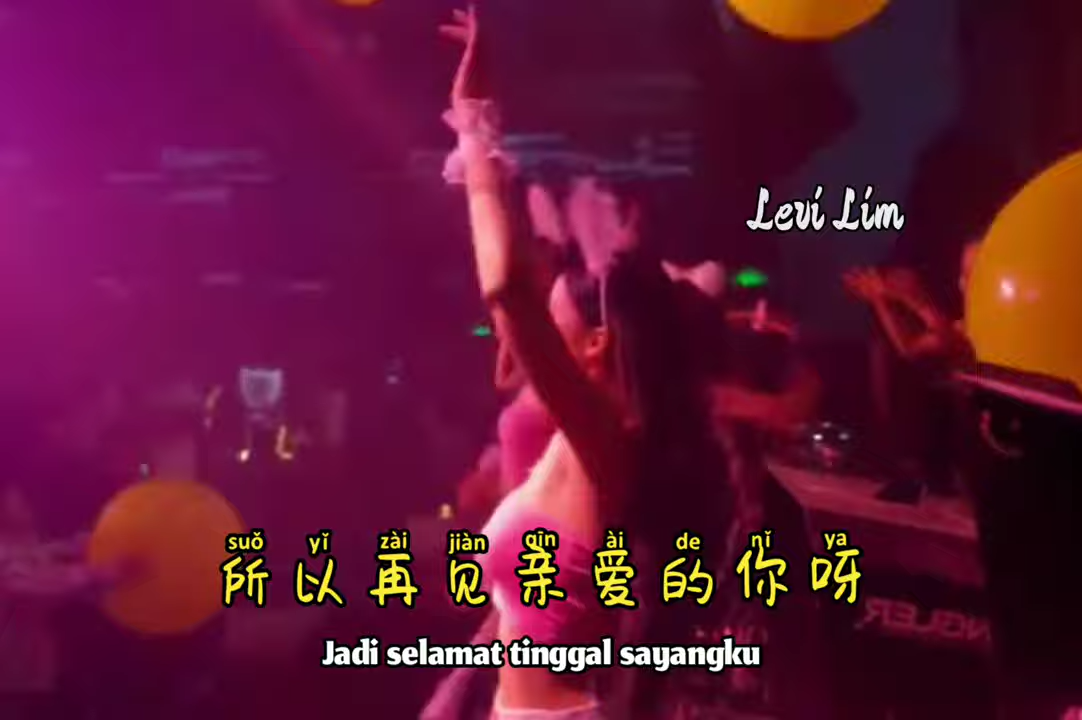 Levi Lim
suǒ yǐ zài jiàn qīn ài de nǐ ya
所以再见亲爱的你呀
Jadi selamat tinggal sayangku